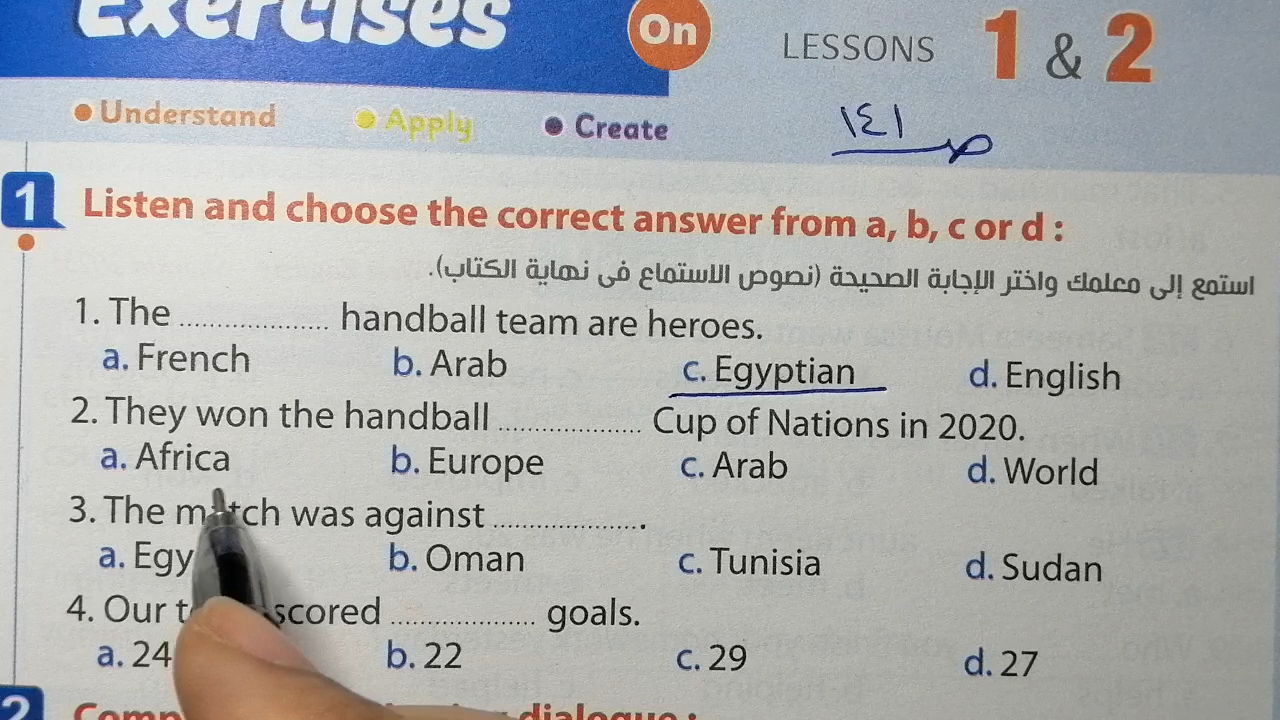 Exercises On LESSONS 1 & 2
• Understand • Apply • Create
ص ١٤١
1 Listen and choose the correct answer from a, b, c or d :
استمع إلى معلمك واختر الإجابة الصحيحة (نصوص الاستماع فى نهاية الكتاب).
1. The .................... handball team are heroes.
a. French b. Arab c. Egyptian d. English
2. They won the handball .................... Cup of Nations in 2020.
a. Africa b. Europe c. Arab d. World
3. The match was against .....................
a. Egy b. Oman c. Tunisia d. Sudan
4. Our t scored .................... goals.
a. 24 b. 22 c. 29 d. 27
2 Comp dialogue :